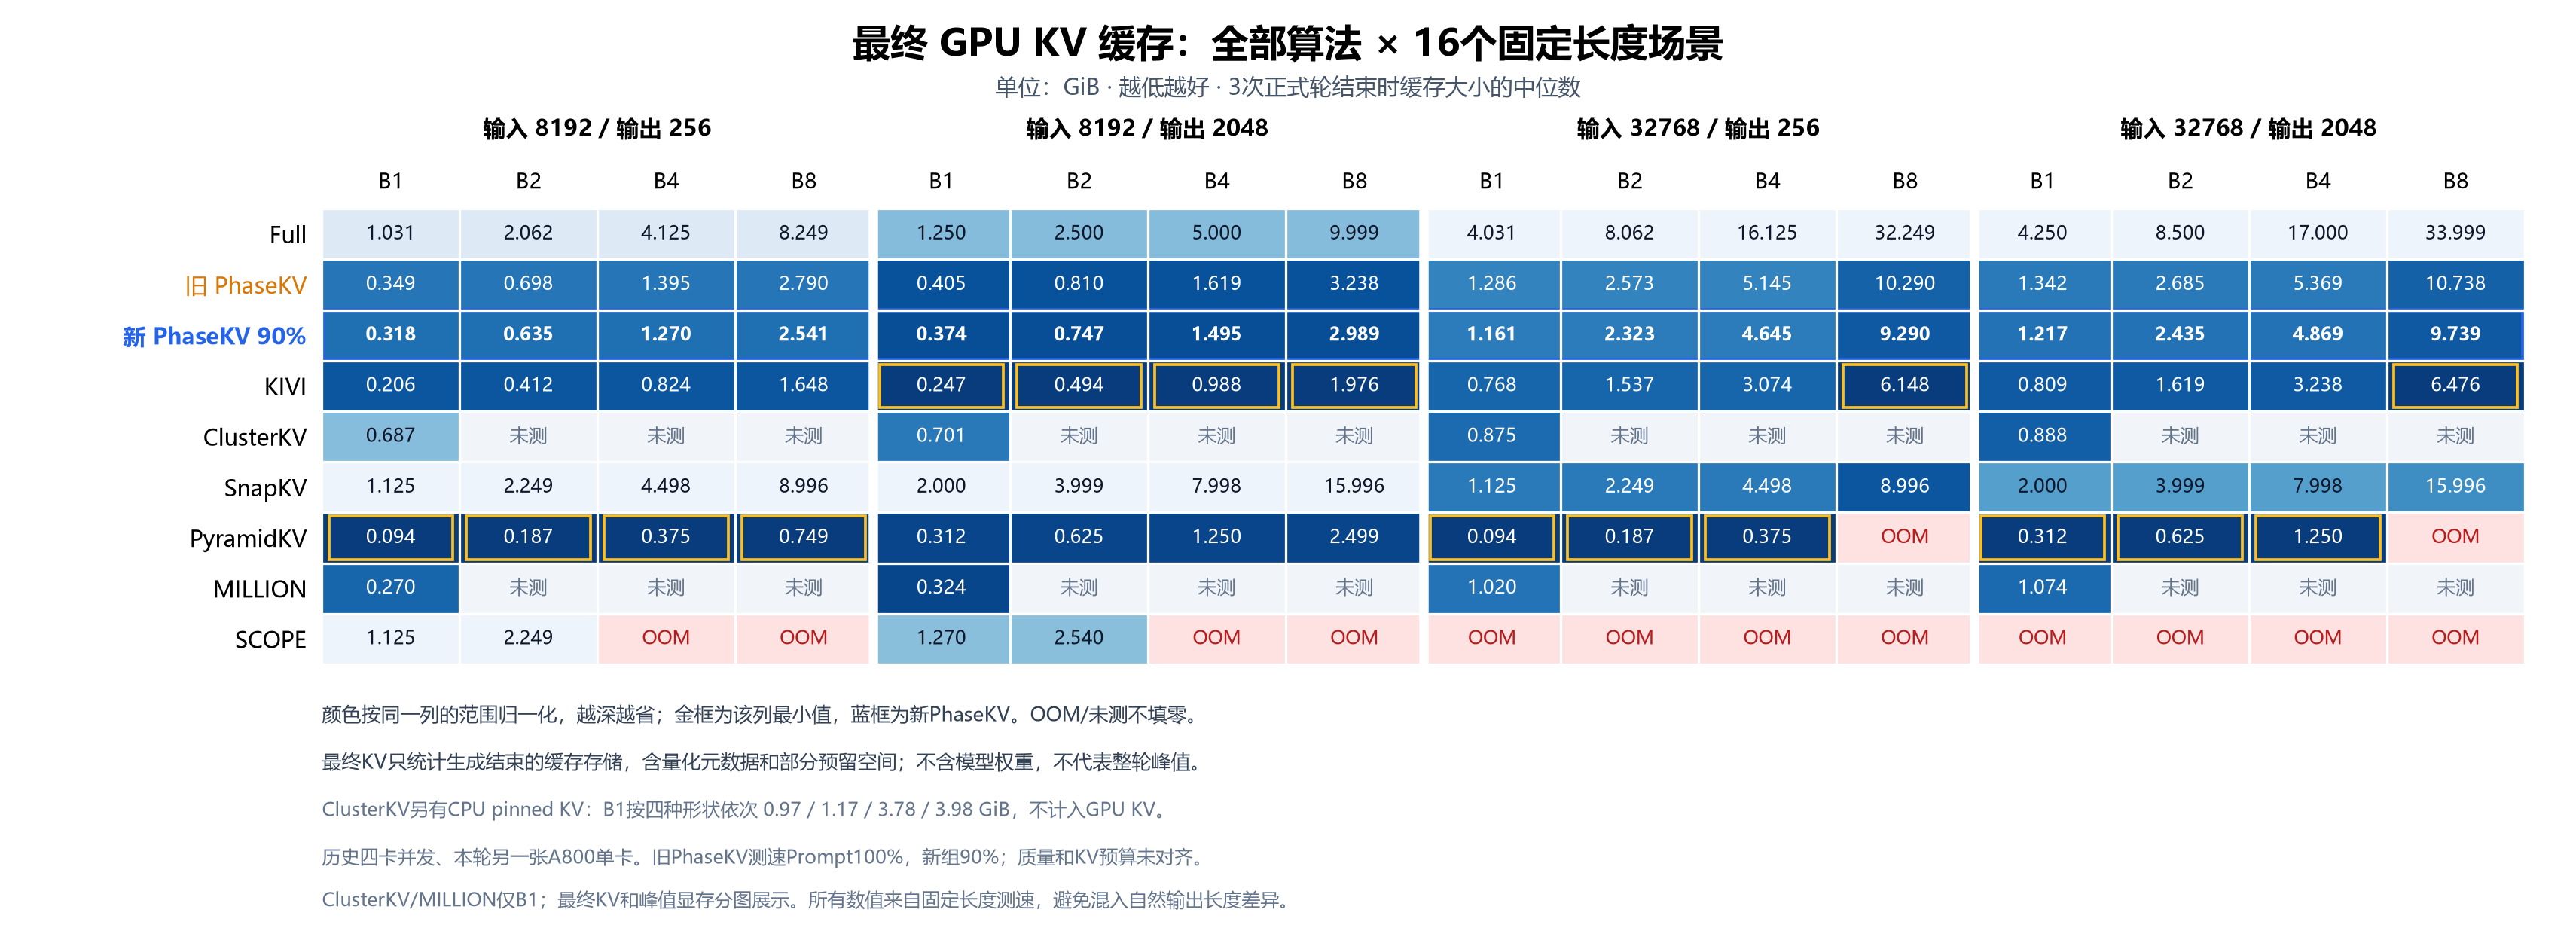 最终 GPU KV 缓存：全部算法 × 16个固定长度场景
单位：GiB · 越低越好 · 3次正式轮结束时缓存大小的中位数
输入 8192 / 输出 256 输入 8192 / 输出 2048 输入 32768 / 输出 256 输入 32768 / 输出 2048
B1 B2 B4 B8 B1 B2 B4 B8 B1 B2 B4 B8 B1 B2 B4 B8
Full 1.031 2.062 4.125 8.249 1.250 2.500 5.000 9.999 4.031 8.062 16.125 32.249 4.250 8.500 17.000 33.999
旧 PhaseKV 0.349 0.698 1.395 2.790 0.405 0.810 1.619 3.238 1.286 2.573 5.145 10.290 1.342 2.685 5.369 10.738
新 PhaseKV 90% 0.318 0.635 1.270 2.541 0.374 0.747 1.495 2.989 1.161 2.323 4.645 9.290 1.217 2.435 4.869 9.739
KIVI 0.206 0.412 0.824 1.648 0.247 0.494 0.988 1.976 0.768 1.537 3.074 6.148 0.809 1.619 3.238 6.476
ClusterKV 0.687 未测 未测 未测 0.701 未测 未测 未测 0.875 未测 未测 未测 0.888 未测 未测 未测
SnapKV 1.125 2.249 4.498 8.996 2.000 3.999 7.998 15.996 1.125 2.249 4.498 8.996 2.000 3.999 7.998 15.996
PyramidKV 0.094 0.187 0.375 0.749 0.312 0.625 1.250 2.499 0.094 0.187 0.375 OOM 0.312 0.625 1.250 OOM
MILLION 0.270 未测 未测 未测 0.324 未测 未测 未测 1.020 未测 未测 未测 1.074 未测 未测 未测
SCOPE 1.125 2.249 OOM OOM 1.270 2.540 OOM OOM OOM OOM OOM OOM OOM OOM OOM OOM
颜色按同一列的范围归一化，越深越省；金框为该列最小值，蓝框为新PhaseKV。OOM/未测不填零。
最终KV只统计生成结束的缓存存储，含量化元数据和部分预留空间；不含模型权重，不代表整轮峰值。
ClusterKV另有CPU pinned KV：B1按四种形状依次 0.97 / 1.17 / 3.78 / 3.98 GiB，不计入GPU KV。
历史四卡并发、本轮另一张A800单卡。旧PhaseKV测速Prompt100%，新组90%；质量和KV预算未对齐。
ClusterKV/MILLION仅B1；最终KV和峰值显存分图展示。所有数值来自固定长度测速，避免混入自然输出长度差异。